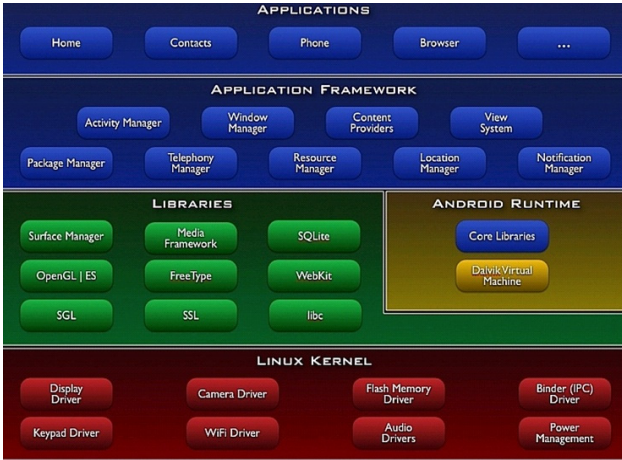 APPLICATIONS
Home
Contacts
Phone
Browser
...
APPLICATION FRAMEWORK
Activity Manager
Window
Manager
Content
Providers
View
System
Package Manager
Telephony
Manager
Resource
Manager
Location
Manager
Notification
Manager
LIBRARIES
Surface Manager
Media
Framework
SQLite
OpenGL | ES
FreeType
WebKit
SGL
SSL
libc
ANDROID RUNTIME
Core Libraries
Dalvik Virtual
Machine
LINUX KERNEL
Display
Driver
Camera Driver
Flash Memory
Driver
Binder (IPC)
Driver
Keypad Driver
WiFi Driver
Audio
Drivers
Power
Management